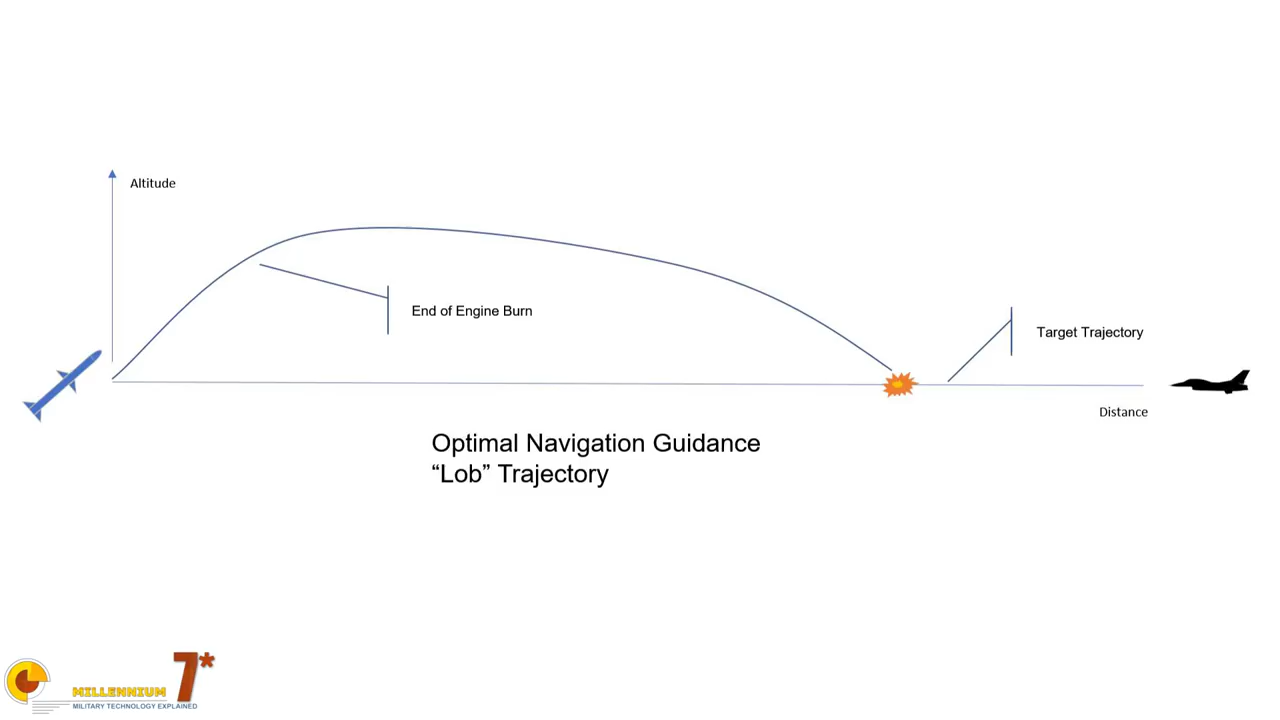 Altitude
End of Engine Burn
Target Trajectory
Distance
Optimal Navigation Guidance
“Lob” Trajectory
7*
MILLENNIUM
MILITARY TECHNOLOGY EXPLAINED